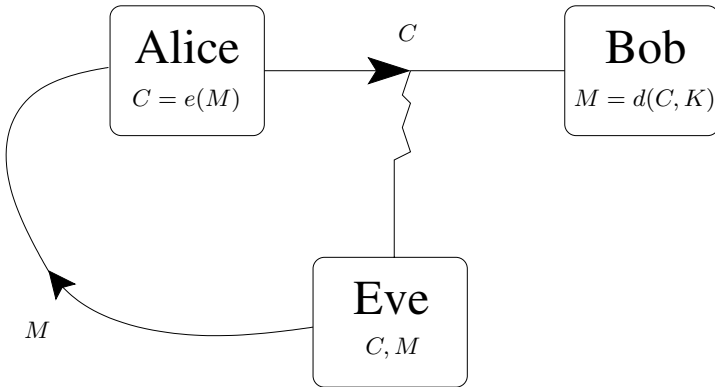 Alice
C = e(M)
C
Bob
M = d(C, K)
M
Eve
C, M